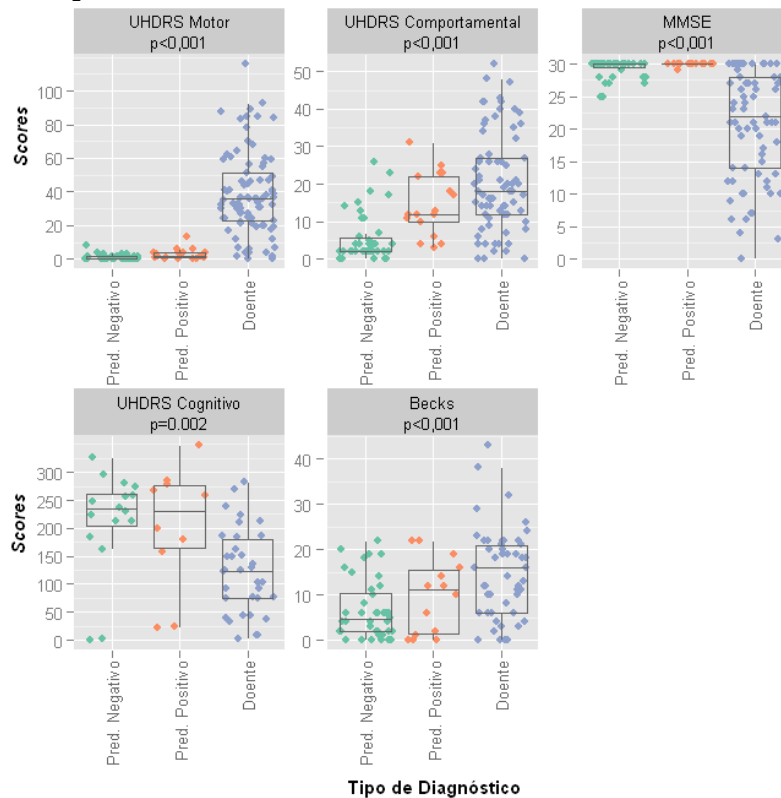 UHDRS Motor
p<0,001
UHDRS Comportamental
p<0,001
MMSE
p<0,001
Scores
100
80
60
40
20
0
50
40
30
20
10
0
30
25
20
15
10
5
0
Pred. Negativo
Pred. Positivo
Doente
Pred. Negativo
Pred. Positivo
Doente
Pred. Negativo
Pred. Positivo
Doente
UHDRS Cognitivo
p=0.002
Becks
p<0,001
Scores
300
250
200
150
100
50
0
40
30
20
10
0
Pred. Negativo
Pred. Positivo
Doente
Pred. Negativo
Pred. Positivo
Doente
Tipo de Diagnóstico